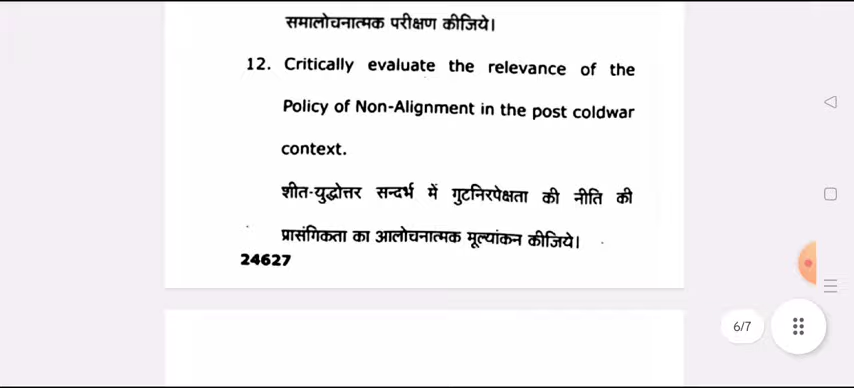 समालोचनात्मक परीक्षण कीजिये।
12. Critically evaluate the relevance of the
Policy of Non-Alignment in the post coldwar
context.
शीत-युद्धोत्तर सन्दर्भ में गुटनिरपेक्षता की नीति की
प्रासंगिकता का आलोचनात्मक मूल्यांकन कीजिये।
24627
6/7